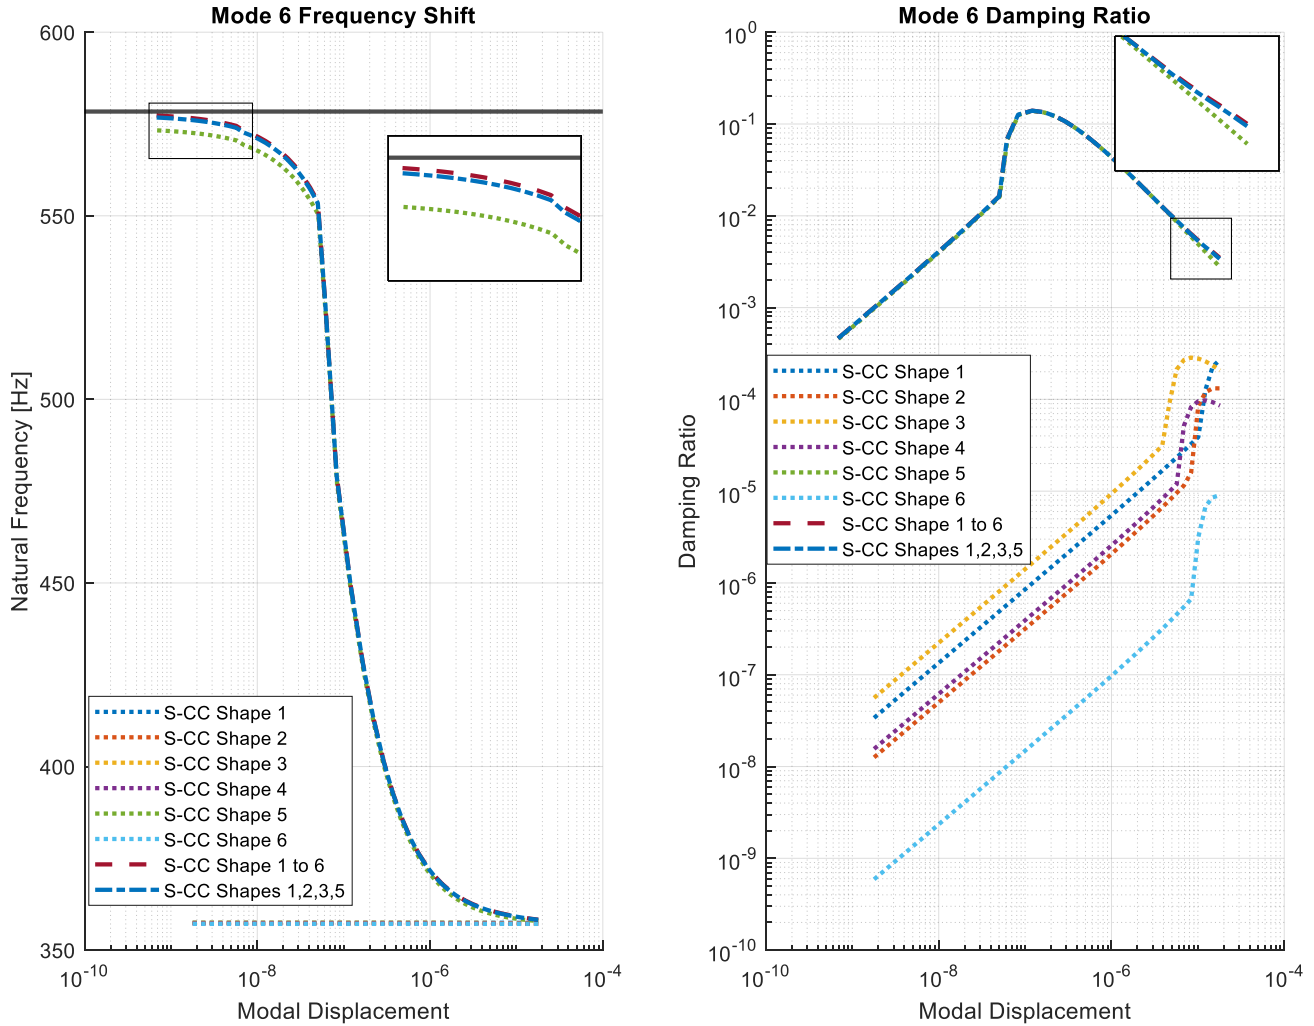 Mode 6 Frequency Shift
600
550
500
450
400
350
Natural Frequency [Hz]
S-CC Shape 1
S-CC Shape 2
S-CC Shape 3
S-CC Shape 4
S-CC Shape 5
S-CC Shape 6
S-CC Shape 1 to 6
S-CC Shapes 1,2,3,5
10^-10
10^-8
10^-6
10^-4
Modal Displacement
Mode 6 Damping Ratio
10^0
10^-1
10^-2
10^-3
10^-4
10^-5
10^-6
10^-7
10^-8
10^-9
10^-10
Damping Ratio
S-CC Shape 1
S-CC Shape 2
S-CC Shape 3
S-CC Shape 4
S-CC Shape 5
S-CC Shape 6
S-CC Shape 1 to 6
S-CC Shapes 1,2,3,5
10^-10
10^-8
10^-6
10^-4
Modal Displacement